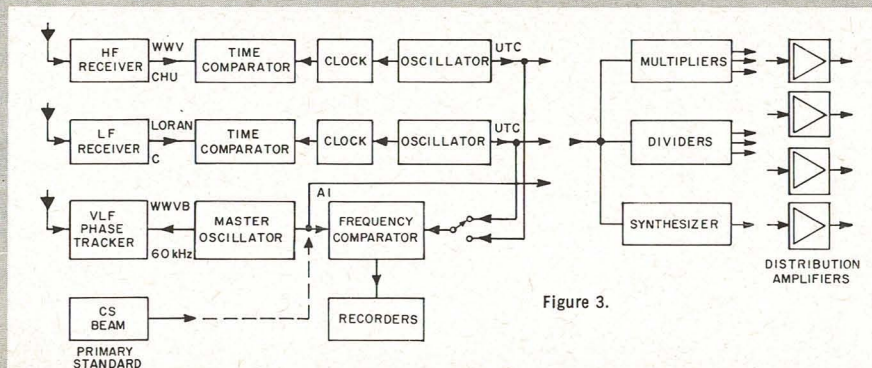 HF
RECEIVER
WWV
CHU
TIME
COMPARATOR
CLOCK
OSCILLATOR
UTC
MULTIPLIERS
LF
RECEIVER
LORAN
C
TIME
COMPARATOR
CLOCK
OSCILLATOR
UTC
DIVIDERS
A1
VLF
PHASE
TRACKER
WWVB
60 kHz
MASTER
OSCILLATOR
FREQUENCY
COMPARATOR
SYNTHESIZER
DISTRIBUTION
AMPLIFIERS
CS
BEAM
PRIMARY
STANDARD
RECORDERS
Figure 3.